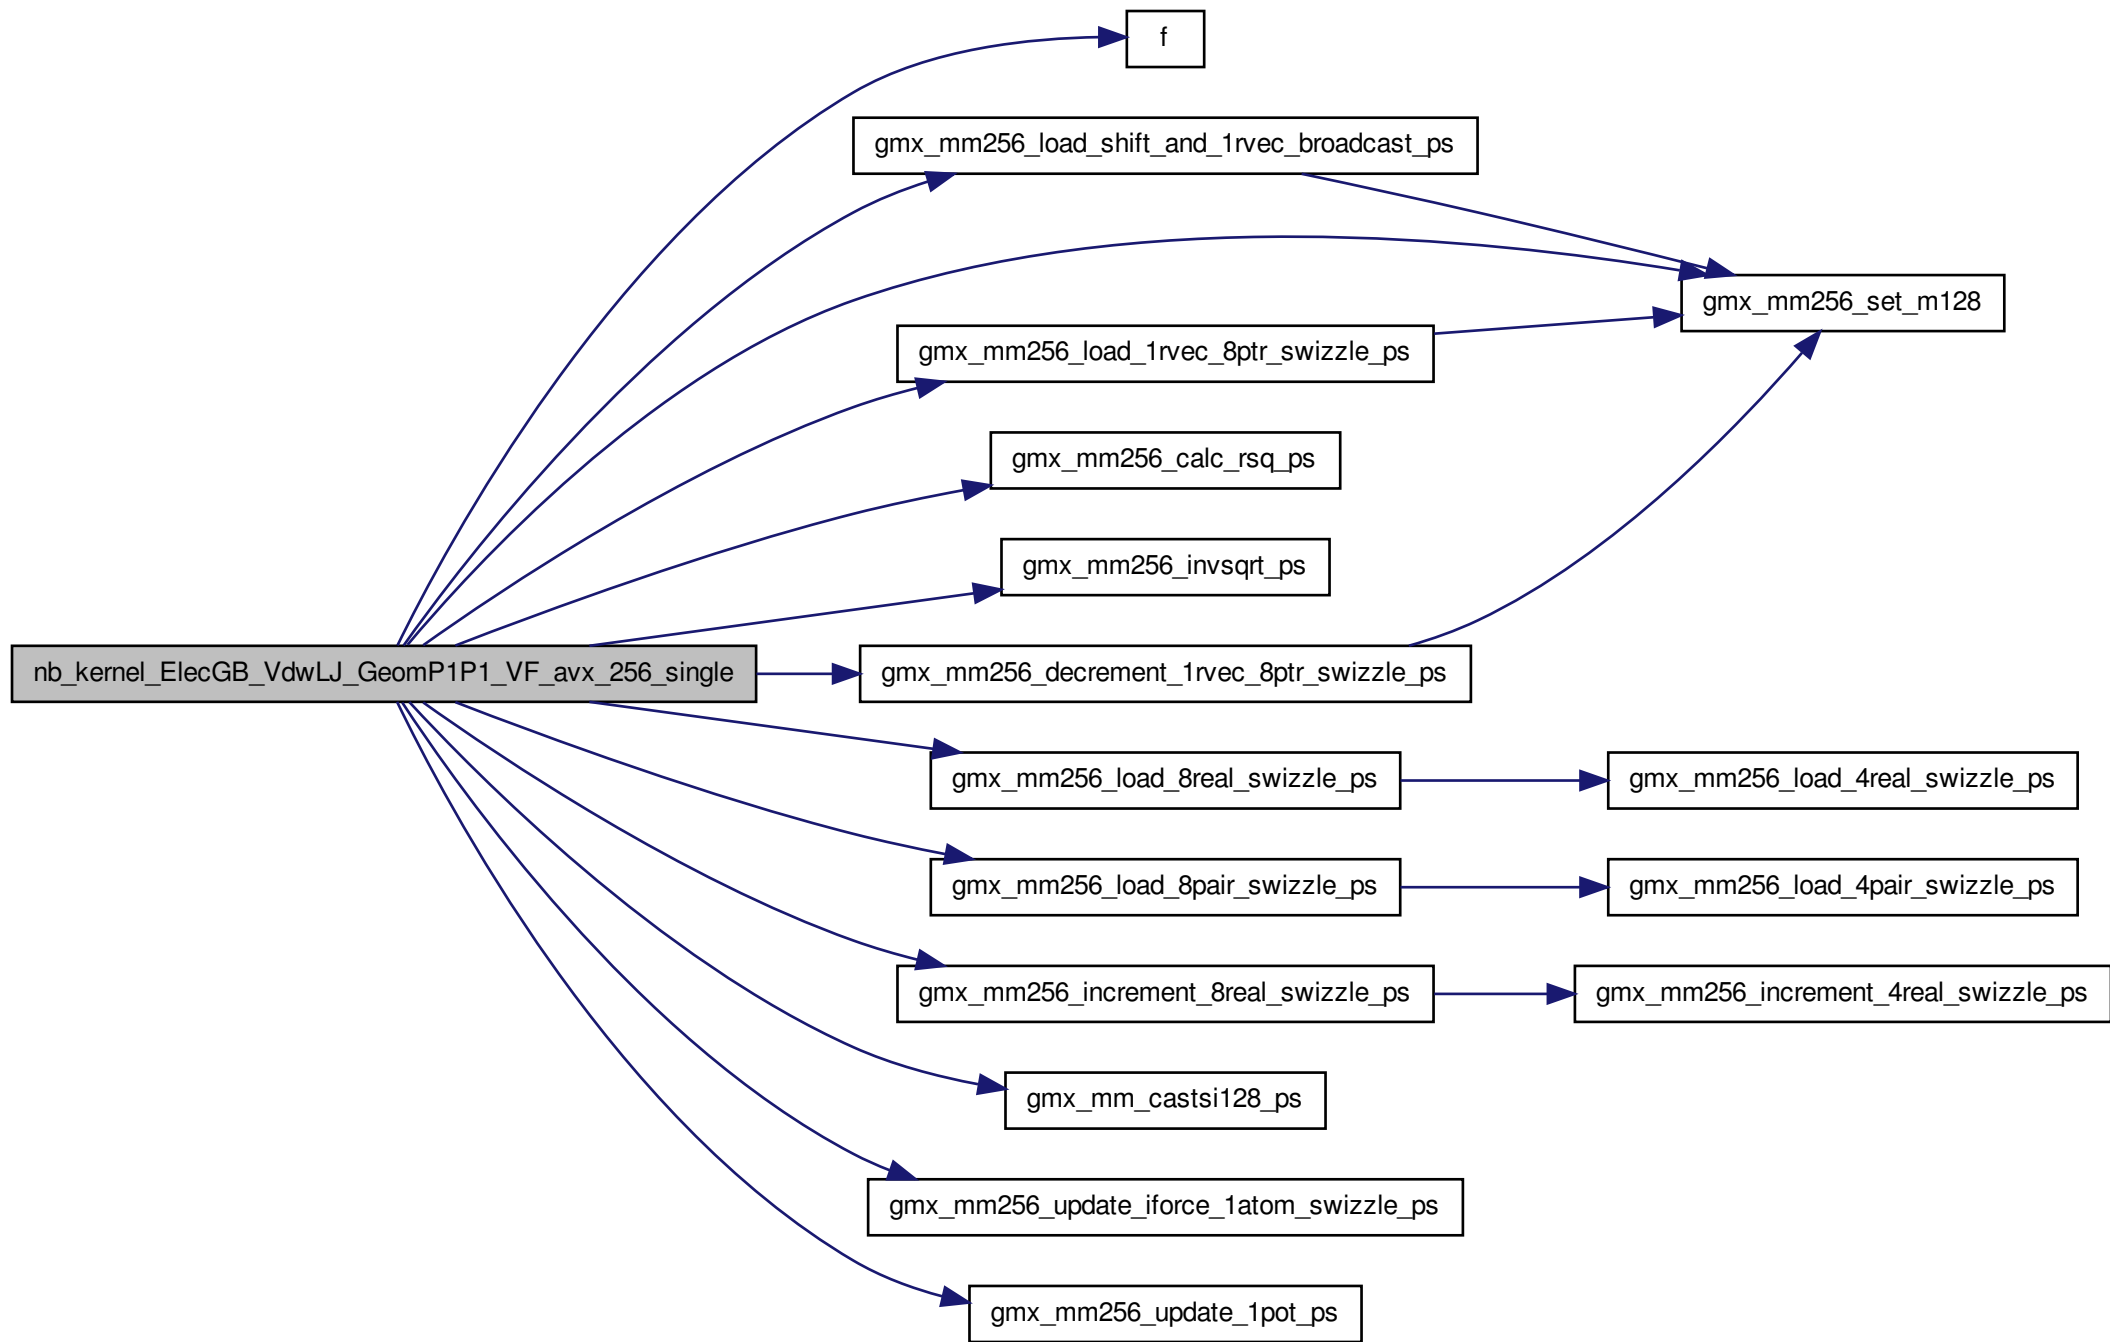 f
gmx_mm256_load_shift_and_1rvec_broadcast_ps
gmx_mm256_set_m128
gmx_mm256_load_1rvec_8ptr_swizzle_ps
gmx_mm256_calc_rsq_ps
gmx_mm256_invsqrt_ps
nb_kernel_ElecGB_VdwLJ_GeomP1P1_VF_avx_256_single
gmx_mm256_decrement_1rvec_8ptr_swizzle_ps
gmx_mm256_load_8real_swizzle_ps
gmx_mm256_load_4real_swizzle_ps
gmx_mm256_load_8pair_swizzle_ps
gmx_mm256_load_4pair_swizzle_ps
gmx_mm256_increment_8real_swizzle_ps
gmx_mm256_increment_4real_swizzle_ps
gmx_mm_castsi128_ps
gmx_mm256_update_iforce_1atom_swizzle_ps
gmx_mm256_update_1pot_ps